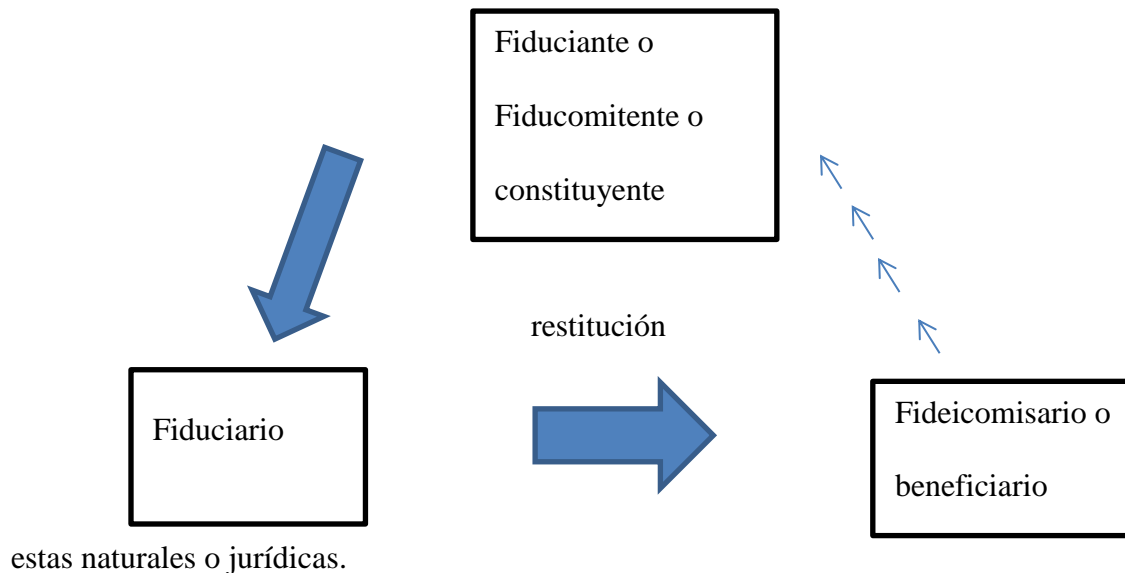 Fiduciante o
Fiducomitente o
constituyente
restitución
Fiduciario
Fideicomisario o
beneficiario
estas naturales o jurídicas.